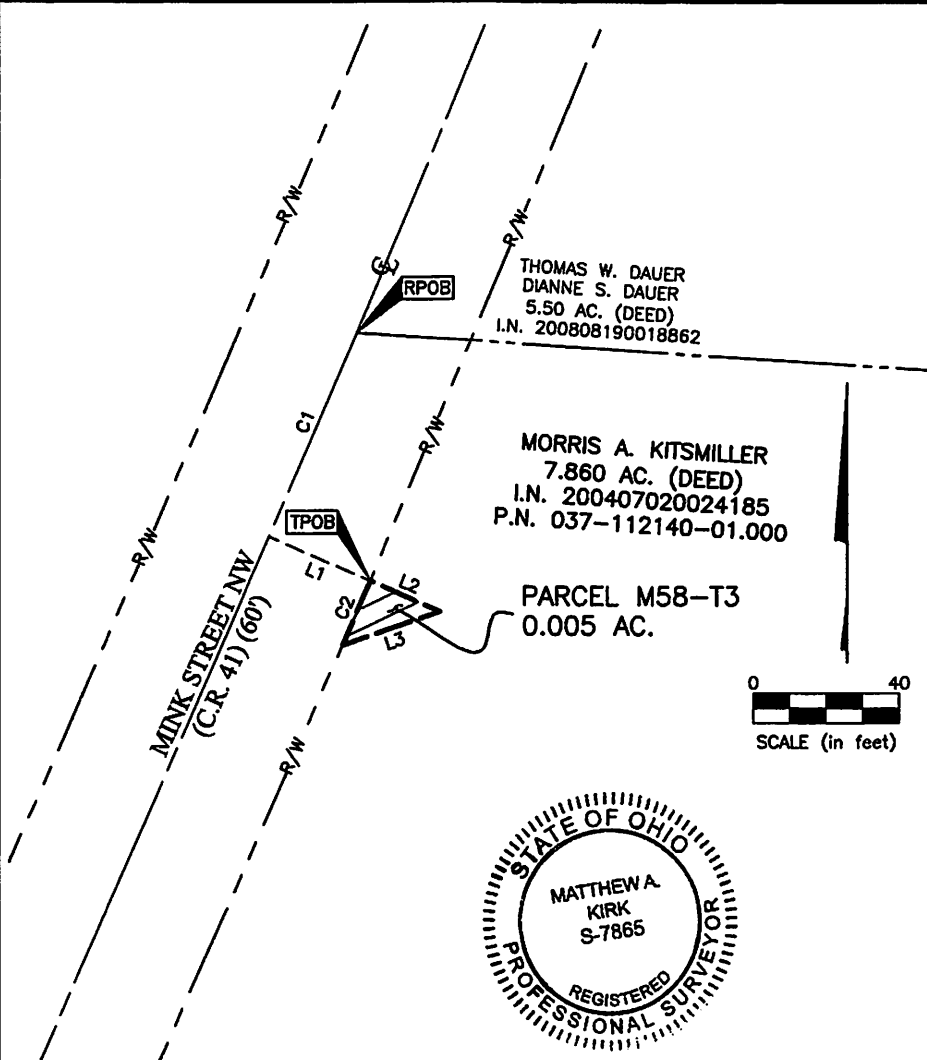 R/W
R/W
℄
RPOB
THOMAS W. DAUER
DIANNE S. DAUER
5.50 AC. (DEED)
I.N. 200808190018862
C1
R/W
MORRIS A. KITSMILLER
7.860 AC. (DEED)
I.N. 200407020024185
P.N. 037-112140-01.000
TPOB
R/W
L1
L2
C2
L3
PARCEL M58-T3
0.005 AC.
MINK STREET NW
(C.R. 41) (60')
R/W
0 40
SCALE (in feet)
STATE OF OHIO
MATTHEW A.
KIRK
S-7865
REGISTERED
PROFESSIONAL SURVEYOR